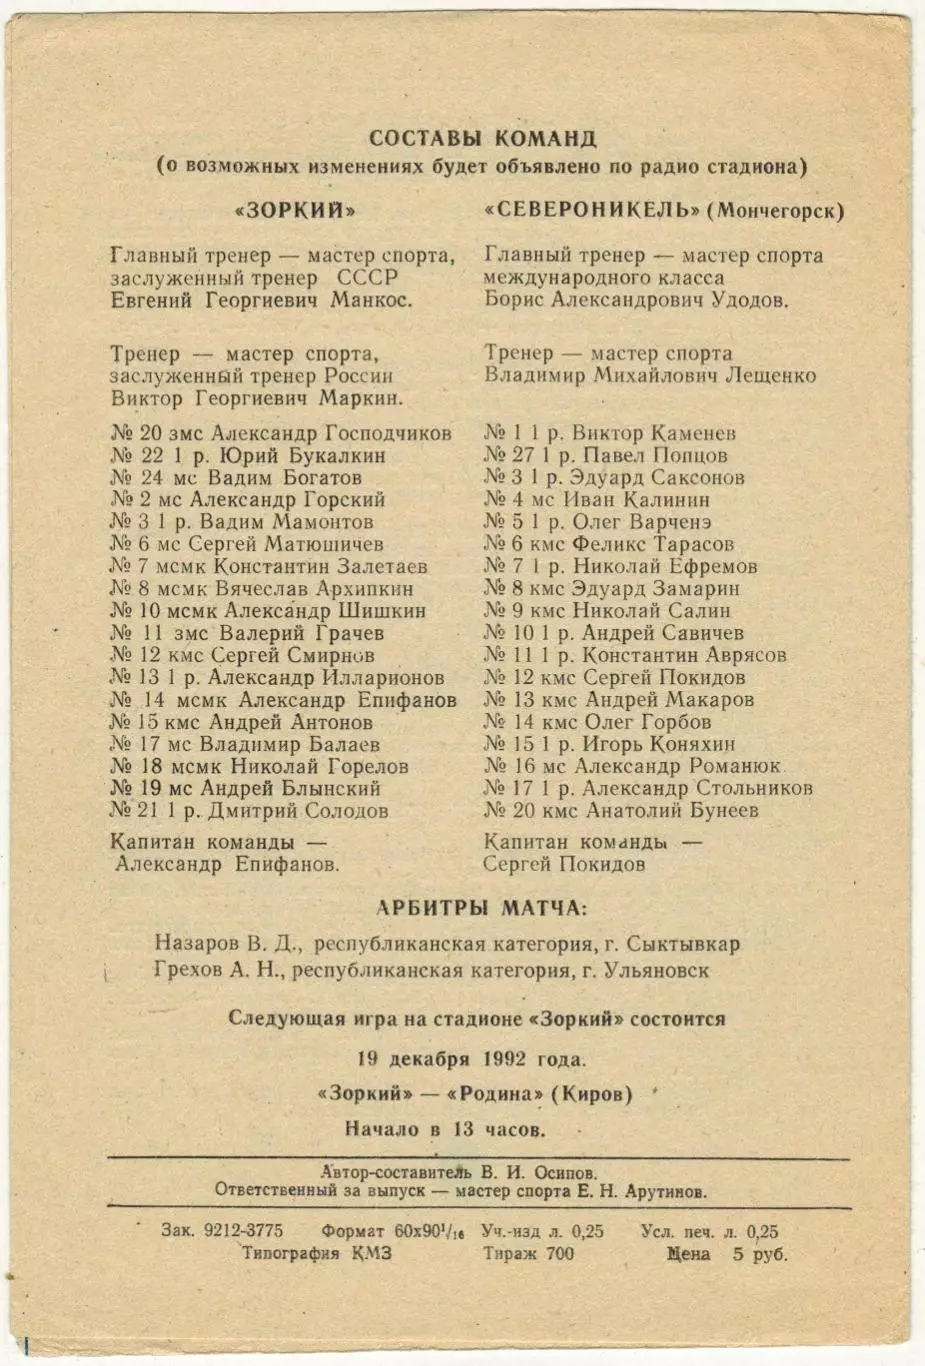 СОСТАВЫ КОМАНД
(о возможных изменениях будет объявлено по радио стадиона)
«ЗОРКИЙ»
Главный тренер — мастер спорта,
заслуженный тренер СССР
Евгений Георгиевич Манкос.
Тренер — мастер спорта,
заслуженный тренер России
Виктор Георгиевич Маркин.
№ 20 змс Александр Господчиков
№ 22 1 р. Юрий Букалкин
№ 24 мс Вадим Богатов
№ 2 мс Александр Горский
№ 3 1 р. Вадим Мамонтов
№ 6 мс Сергей Матюшичев
№ 7 мсмк Константин Залетаев
№ 8 мсмк Вячеслав Архипкин
№ 10 мсмк Александр Шишкин
№ 11 змс Валерий Грачев
№ 12 кмс Сергей Смирнов
№ 13 1 р. Александр Илларионов
№ 14 мсмк Александр Епифанов
№ 15 кмс Андрей Антонов
№ 17 мс Владимир Балаев
№ 18 мсмк Николай Горелов
№ 19 мс Андрей Блынский
№ 21 1 р. Дмитрий Солодов
Капитан команды —
Александр Епифанов.
«СЕВЕРОНИКЕЛЬ» (Мончегорск)
Главный тренер — мастер спорта
международного класса
Борис Александрович Удодов.
Тренер — мастер спорта
Владимир Михайлович Лещенко
№ 1 1 р. Виктор Каменев
№ 27 1 р. Павел Попцов
№ 3 1 р. Эдуард Саксонов
№ 4 мс Иван Калинин
№ 5 1 р. Олег Варченэ
№ 6 кмс Феликс Тарасов
№ 7 1 р. Николай Ефремов
№ 8 кмс Эдуард Замарин
№ 9 кмс Николай Салин
№ 10 1 р. Андрей Савичев
№ 11 1 р. Константин Аврясов
№ 12 кмс Сергей Покидов
№ 13 кмс Андрей Макаров
№ 14 кмс Олег Горбов
№ 15 1 р. Игорь Коняхин
№ 16 мс Александр Романюк.
№ 17 1 р. Александр Стольников
№ 20 кмс Анатолий Бунеев
Капитан команды —
Сергей Покидов
АРБИТРЫ МАТЧА:
Назаров В. Д., республиканская категория, г. Сыктывкар
Грехов А. Н., республиканская категория, г. Ульяновск
Следующая игра на стадионе «Зоркий» состоится
19 декабря 1992 года.
«Зоркий» — «Родина» (Киров)
Начало в 13 часов.
Автор-составитель В. И. Осипов.
Ответственный за выпуск — мастер спорта Е. Н. Арутинов.
Зак. 9212-3775 Формат 60х90¹/₁₆ Уч.-изд л. 0,25 Усл. печ. л. 0,25
Типография КМЗ Тираж 700 Цена 5 руб.